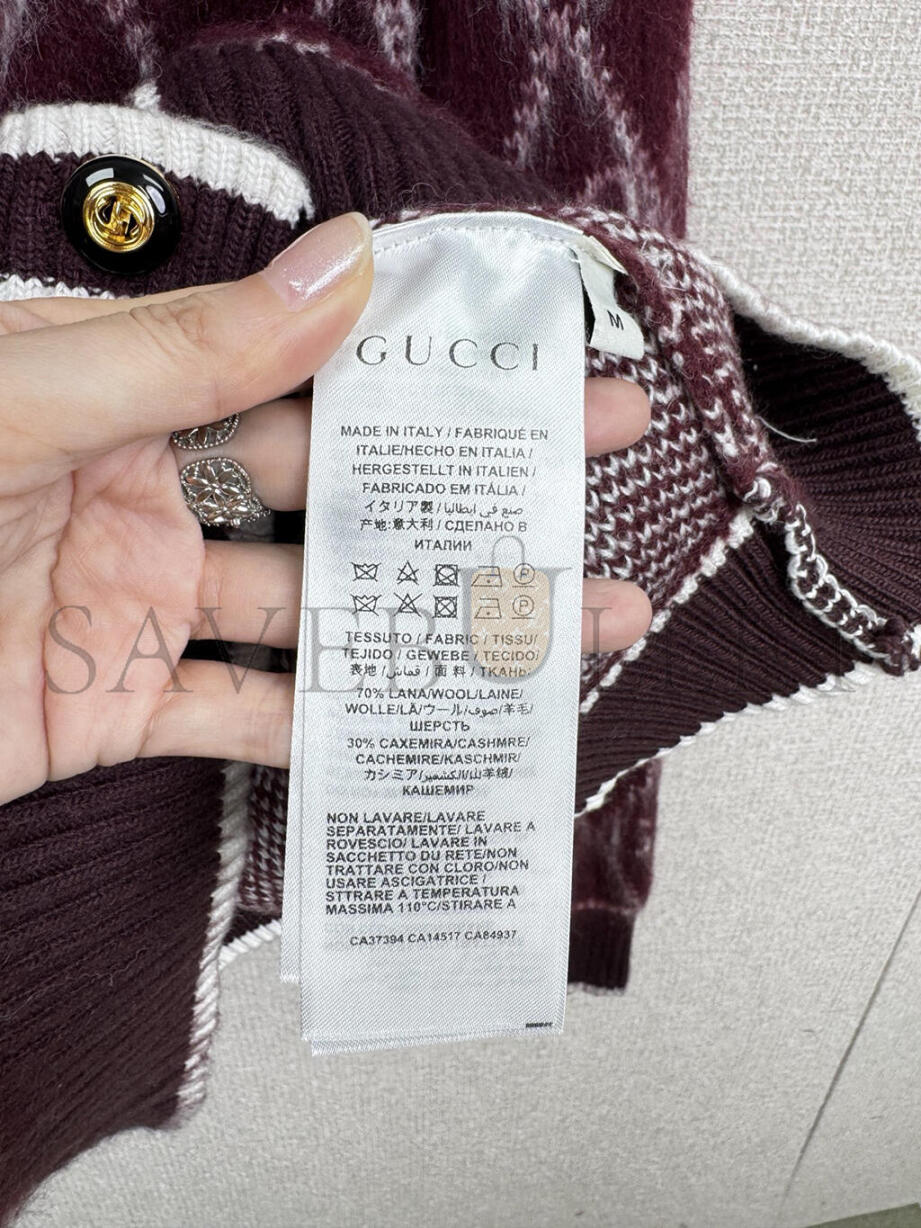 M
GUCCI
MADE IN ITALY / FABRIQUÉ EN
ITALIE/HECHO EN ITALIA /
HERGESTELLT IN ITALIEN /
FABRICADO EM ITÁLIA /
イタリア製 / صنع في ايطاليا /
产地:意大利 / СДЕЛАНО В
ИТАЛИИ
TESSUTO / FABRIC / TISSU/
TEJIDO / GEWEBE / TECIDO/
表地 / قماش/ 面 料 / ТКАНЬ:
70% LANA/WOOL/LAINE/
WOLLE/LÃ/ウール/صوف/羊毛/
ШЕРСТЬ
30% CAXEMIRA/CASHMRE/
CACHEMIRE/KASCHMIR/
カシミア/الكشمير/山羊绒/
КАШЕМИР
NON LAVARE/LAVARE
SEPARATAMENTE/ LAVARE A
ROVESCIO/ LAVARE IN
SACCHETTO DU RETE/NON
TRATTARE CON CLORO/NON
USARE ASCIGATRICE /
STTRARE A TEMPERATURA
MASSIMA 110°C/STIRARE A
CA37394 CA14517 CA84937